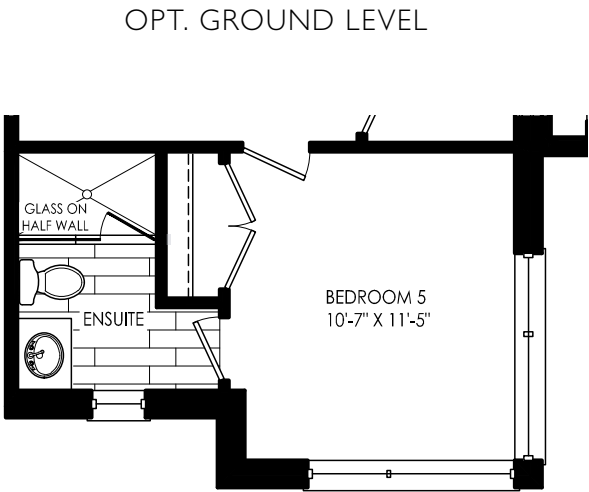 OPT. GROUND LEVEL
GLASS ON
HALF WALL
ENSUITE
BEDROOM 5
10'-7" X 11'-5"